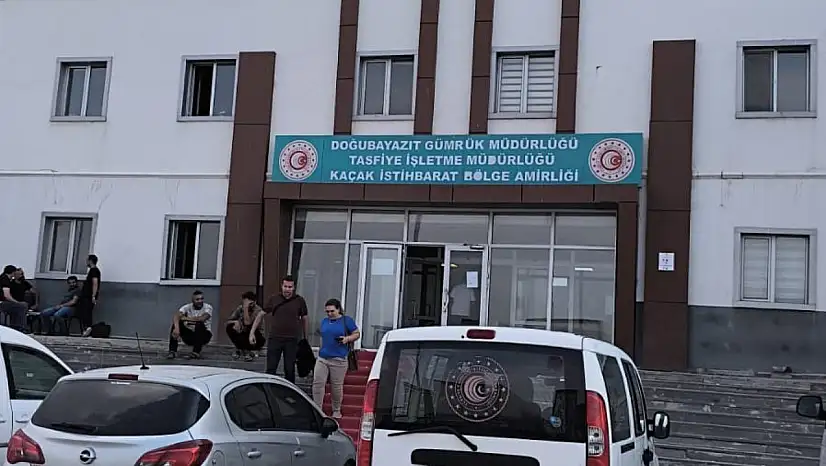 DOĞUBAYAZIT GÜMRÜK MÜDÜRLÜĞÜ
TASFİYE İŞLETME MÜDÜRLÜĞÜ
KAÇAK İSTİHBARAT BÖLGE AMİRLİĞİ